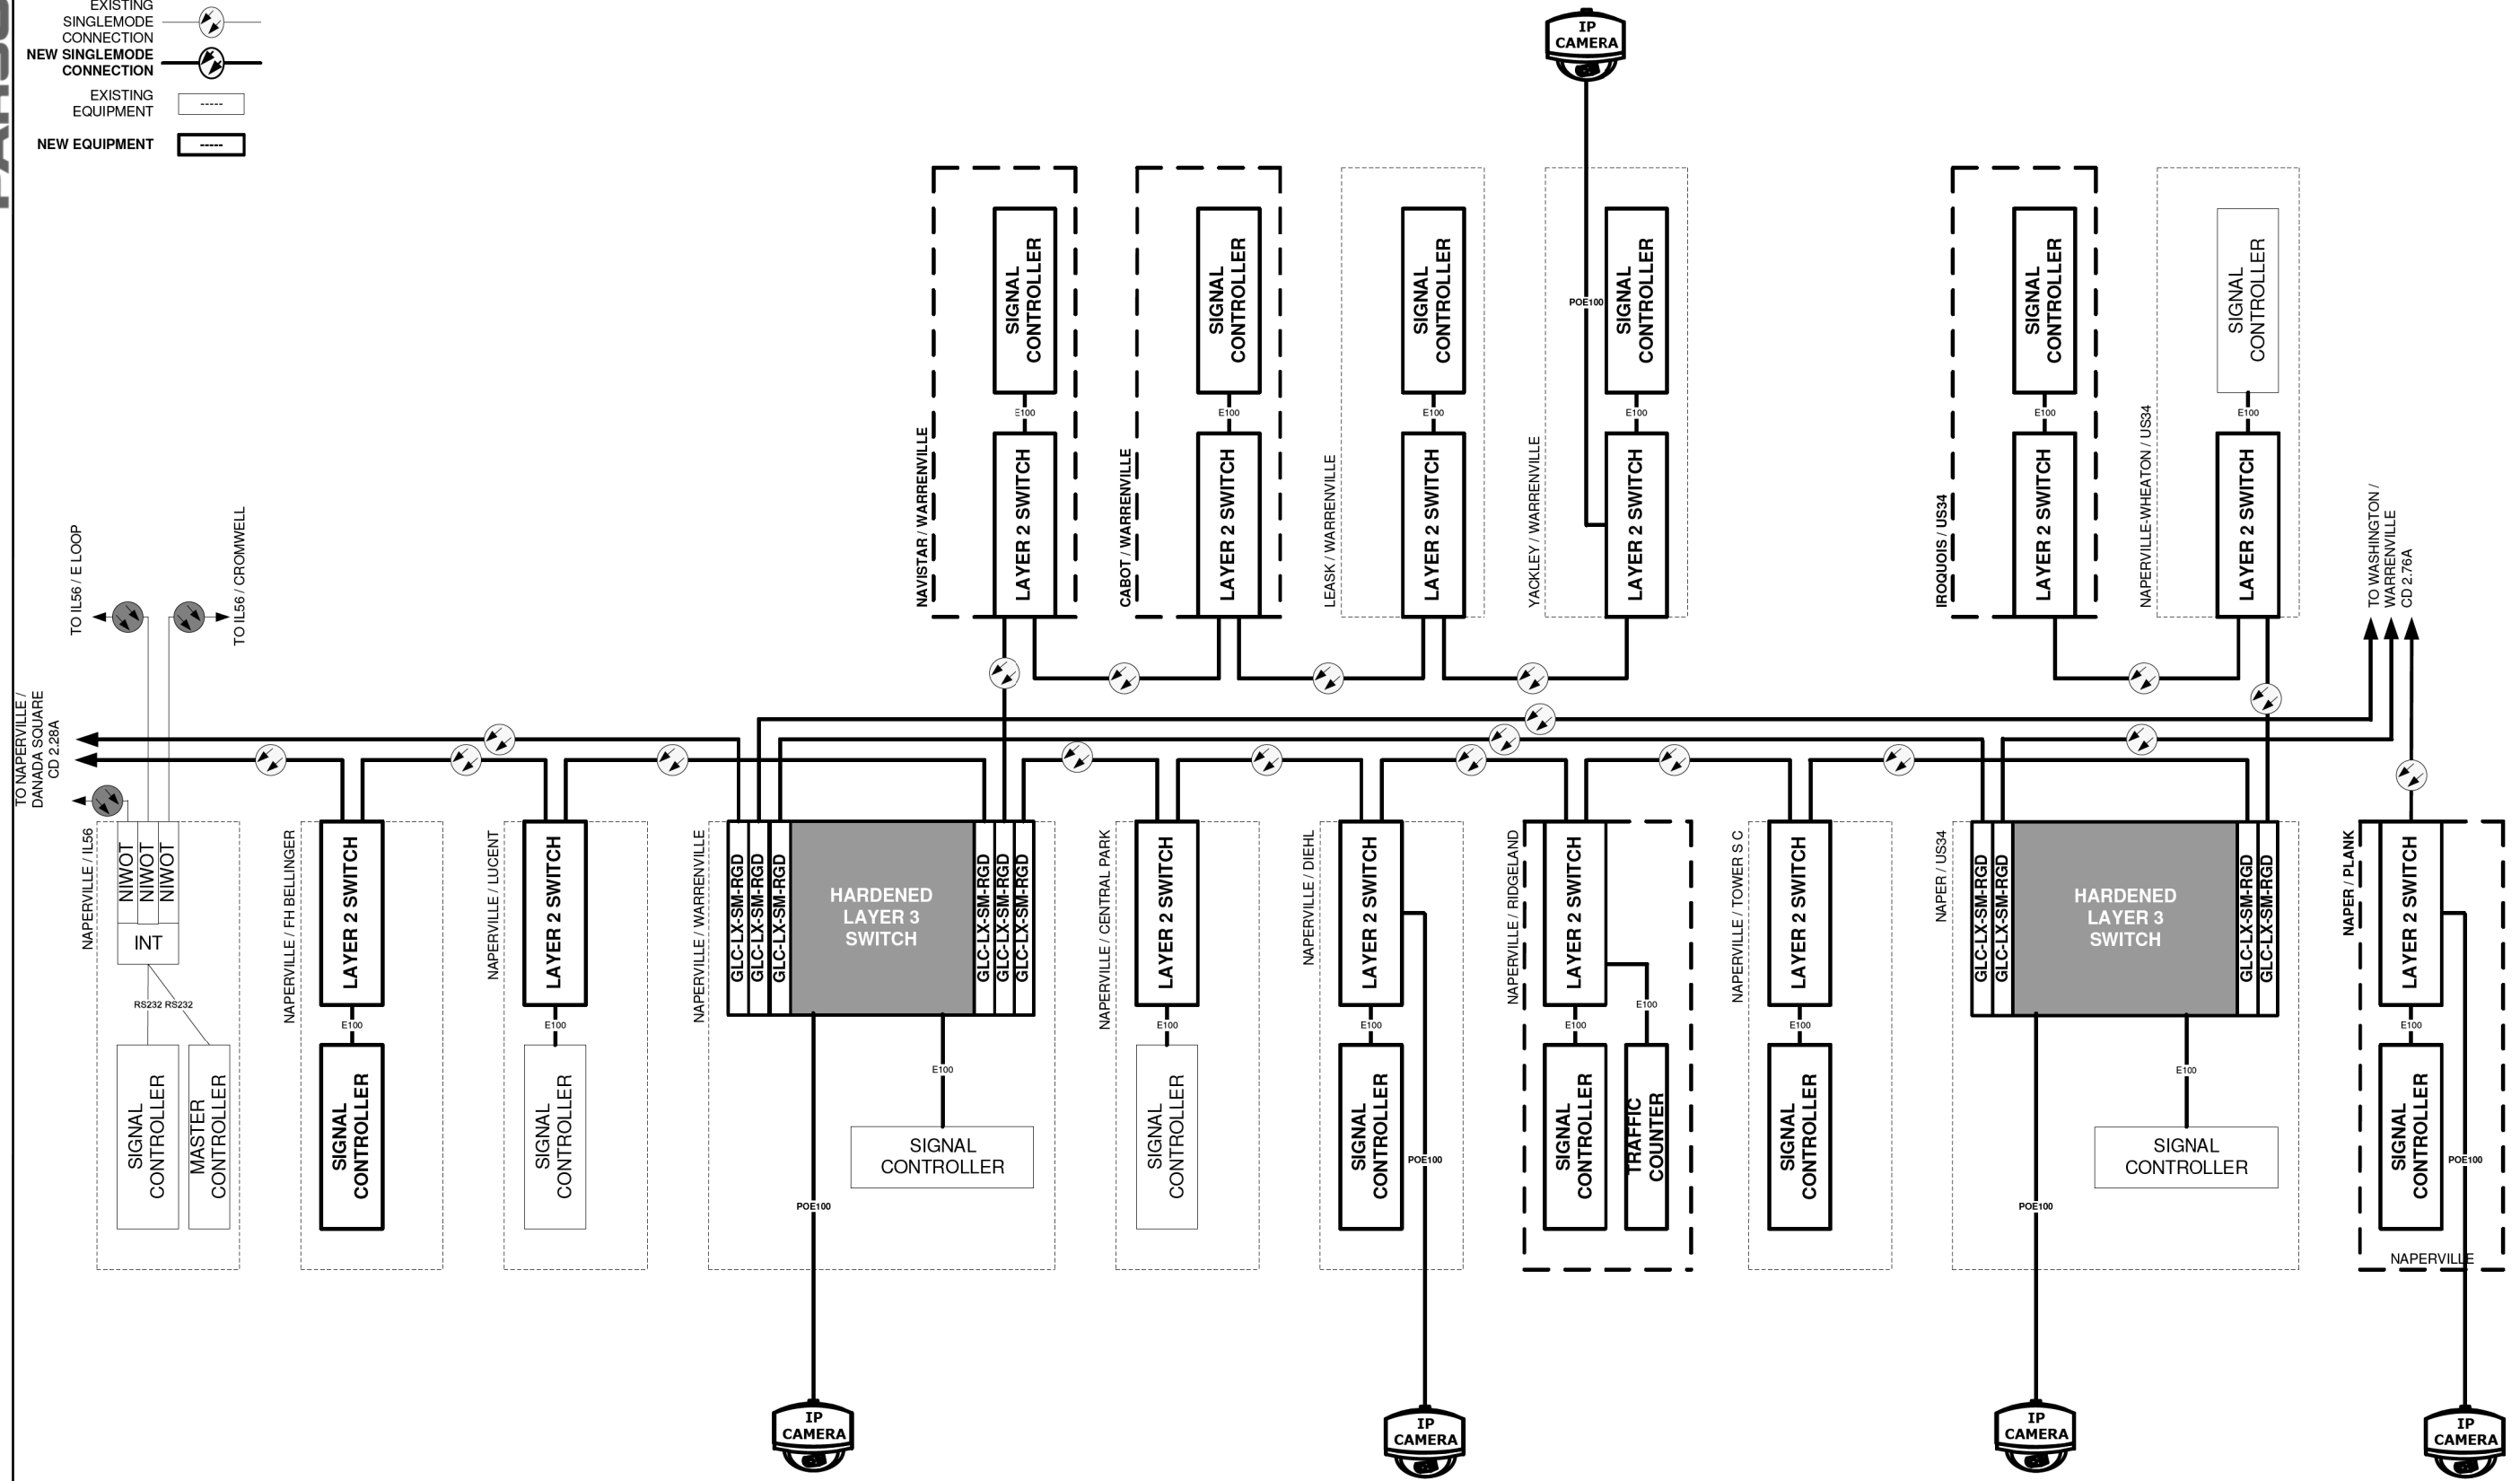 EXISTING
SINGLEMODE
CONNECTION
NEW SINGLEMODE
CONNECTION
EXISTING
EQUIPMENT
-----
NEW EQUIPMENT
-----
IP
CAMERA
NAVISTAR / WARRENVILLE
SIGNAL
CONTROLLER
E100
LAYER 2 SWITCH
CABOT / WARRENVILLE
SIGNAL
CONTROLLER
E100
LAYER 2 SWITCH
LEASK / WARRENVILLE
SIGNAL
CONTROLLER
E100
LAYER 2 SWITCH
YACKLEY / WARRENVILLE
POE100
SIGNAL
CONTROLLER
E100
LAYER 2 SWITCH
IROQUOIS / US34
SIGNAL
CONTROLLER
E100
LAYER 2 SWITCH
NAPERVILLE-WHEATON / US34
SIGNAL
CONTROLLER
E100
LAYER 2 SWITCH
TO WASHINGTON /
WARRENVILLE
CD 2.76A
TO IL56 / E LOOP
TO IL56 / CROMWELL
TO NAPERVILLE /
DANADA SQUARE
CD 2.28A
NAPERVILLE / IL56
NIWOT
NIWOT
NIWOT
INT
RS232 RS232
SIGNAL
CONTROLLER
MASTER
CONTROLLER
NAPERVILLE / FH BELLINGER
LAYER 2 SWITCH
E100
SIGNAL
CONTROLLER
NAPERVILLE / LUCENT
LAYER 2 SWITCH
E100
SIGNAL
CONTROLLER
NAPERVILLE / WARRENVILLE
GLC-LX-SM-RGD
GLC-LX-SM-RGD
GLC-LX-SM-RGD
HARDENED
LAYER 3
SWITCH
GLC-LX-SM-RGD
GLC-LX-SM-RGD
GLC-LX-SM-RGD
E100
SIGNAL
CONTROLLER
POE100
IP
CAMERA
NAPERVILLE / CENTRAL PARK
LAYER 2 SWITCH
E100
SIGNAL
CONTROLLER
NAPERVILLE / DIEHL
LAYER 2 SWITCH
E100
SIGNAL
CONTROLLER
POE100
IP
CAMERA
NAPERVILLE / RIDGELAND
LAYER 2 SWITCH
E100
E100
SIGNAL
CONTROLLER
TRAFFIC
COUNTER
NAPERVILLE / TOWER S C
LAYER 2 SWITCH
E100
SIGNAL
CONTROLLER
NAPER / US34
GLC-LX-SM-RGD
GLC-LX-SM-RGD
HARDENED
LAYER 3
SWITCH
GLC-LX-SM-RGD
GLC-LX-SM-RGD
E100
SIGNAL
CONTROLLER
POE100
IP
CAMERA
NAPER / PLANK
LAYER 2 SWITCH
E100
SIGNAL
CONTROLLER
POE100
NAPERVILLE
IP
CAMERA